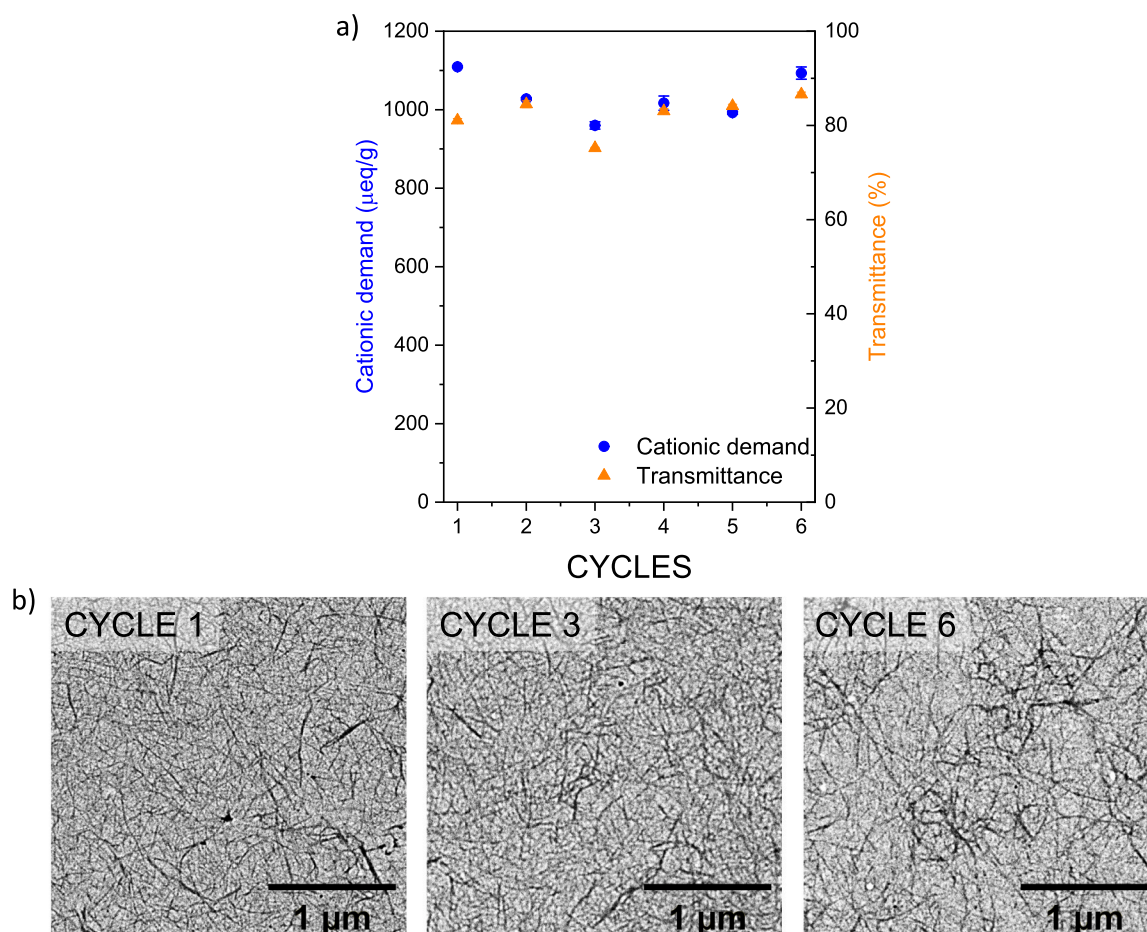 a)
1200
1000
800
600
400
200
0
Cationic demand (μeq/g)
100
80
60
40
20
0
Transmittance (%)
Cationic demand
Transmittance
1 2 3 4 5 6
CYCLES
b)
CYCLE 1
CYCLE 3
CYCLE 6
1 μm
1 μm
1 μm